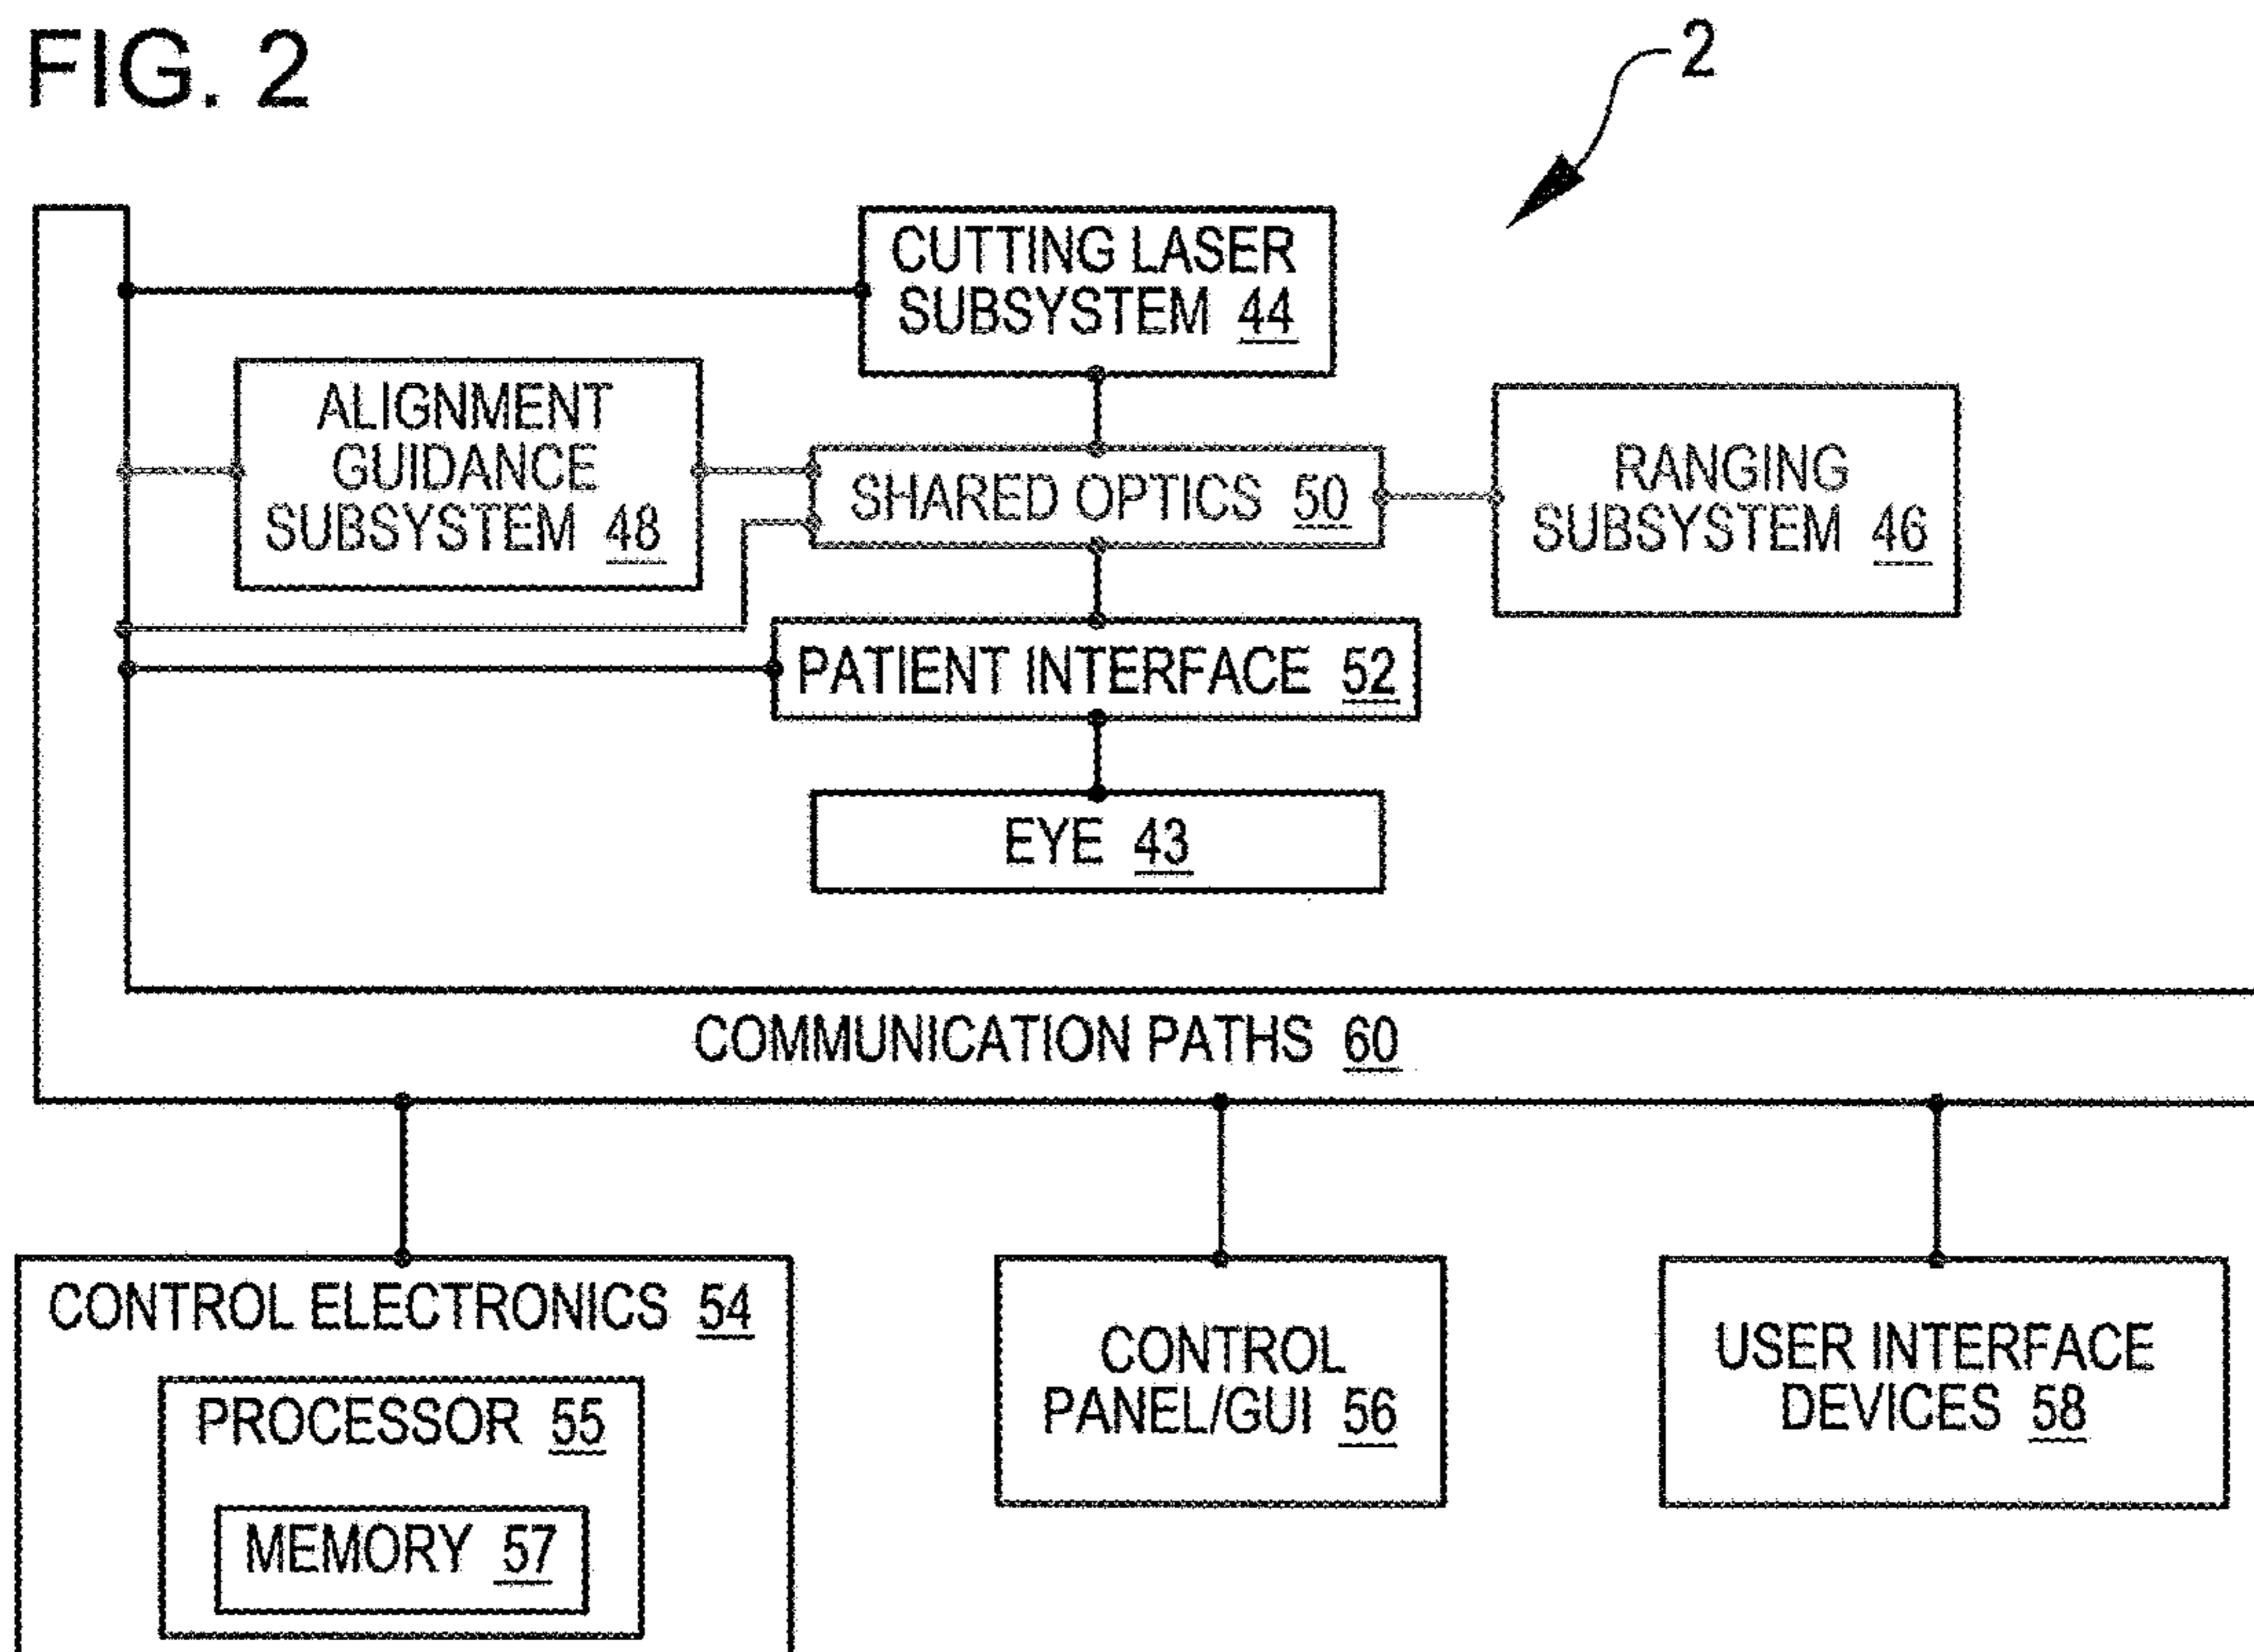 FIG. 2
2
CUTTING LASER
SUBSYSTEM 44
ALIGNMENT
GUIDANCE
SUBSYSTEM 48
SHARED OPTICS 50
RANGING
SUBSYSTEM 46
PATIENT INTERFACE 52
EYE 43
COMMUNICATION PATHS 60
CONTROL ELECTRONICS 54
PROCESSOR 55
MEMORY 57
CONTROL
PANEL/GUI 56
USER INTERFACE
DEVICES 58